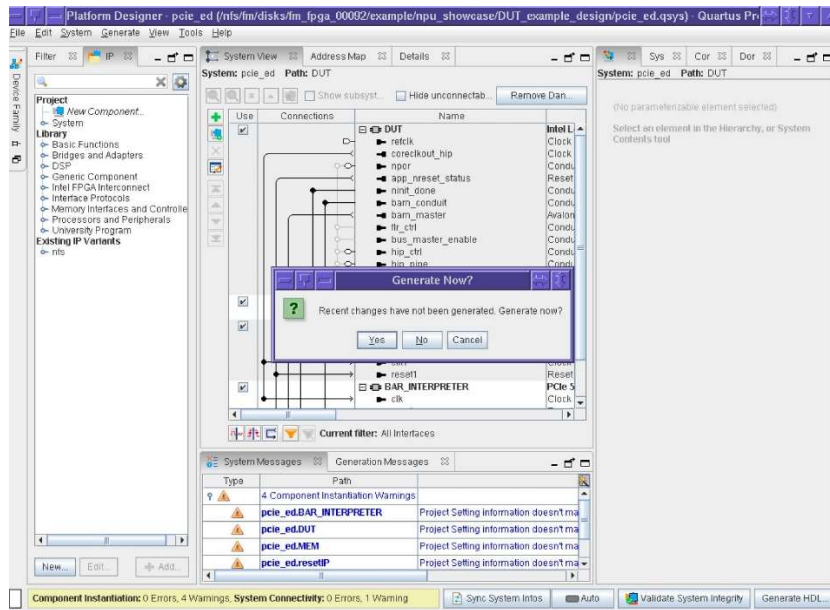 Platform Designer - pcie_ed (/nfs/fm/disks/fm_fpga_00092/example/npu_showcase/DUT_example_design/pcie_ed.qsys) - Quartus Pr
File Edit System Generate View Tools Help
Filter IP
Device Family
Project
New Component...
System
Library
Basic Functions
Bridges and Adapters
DSP
Generic Component
Intel FPGA Interconnect
Interface Protocols
Memory Interfaces and Controlle
Processors and Peripherals
University Program
Existing IP Variants
nfs
New... Edit... Add...
System View Address Map Details
System: pcie_ed Path: DUT
Show subsyst... Hide unconnectab... Remove Dan...
Use Connections Name
DUT Intel L
refclk Clock
coreclkout_hip Clock
npor Condu
app_nreset_status Reset
ninit_done Condu
bam_conduit Condu
bam_master Avalon
flr_ctrl Condu
bus_master_enable Condu
hip_ctrl Condu
hip_pipe Condu
Generate Now?
Recent changes have not been generated. Generate now?
Yes No Cancel
reset1 Reset
BAR_INTERPRETER PCIe S
clk Clock
Current filter: All Interfaces
System Messages Generation Messages
Type Path
4 Component Instantiation Warnings
pcie_ed.BAR_INTERPRETER Project Setting information doesn't ma
pcie_ed.DUT Project Setting information doesn't ma
pcie_ed.MEM Project Setting information doesn't ma
pcie_ed.resetIP Project Setting information doesn't ma
Sys Cor Dor
System: pcie_ed Path: DUT
(No parameterizable element selected)
Select an element in the Hierarchy, or System
Contents tool
Component Instantiation: 0 Errors, 4 Warnings, System Connectivity: 0 Errors, 1 Warning
Sync System Infos Auto Validate System Integrity Generate HDL...